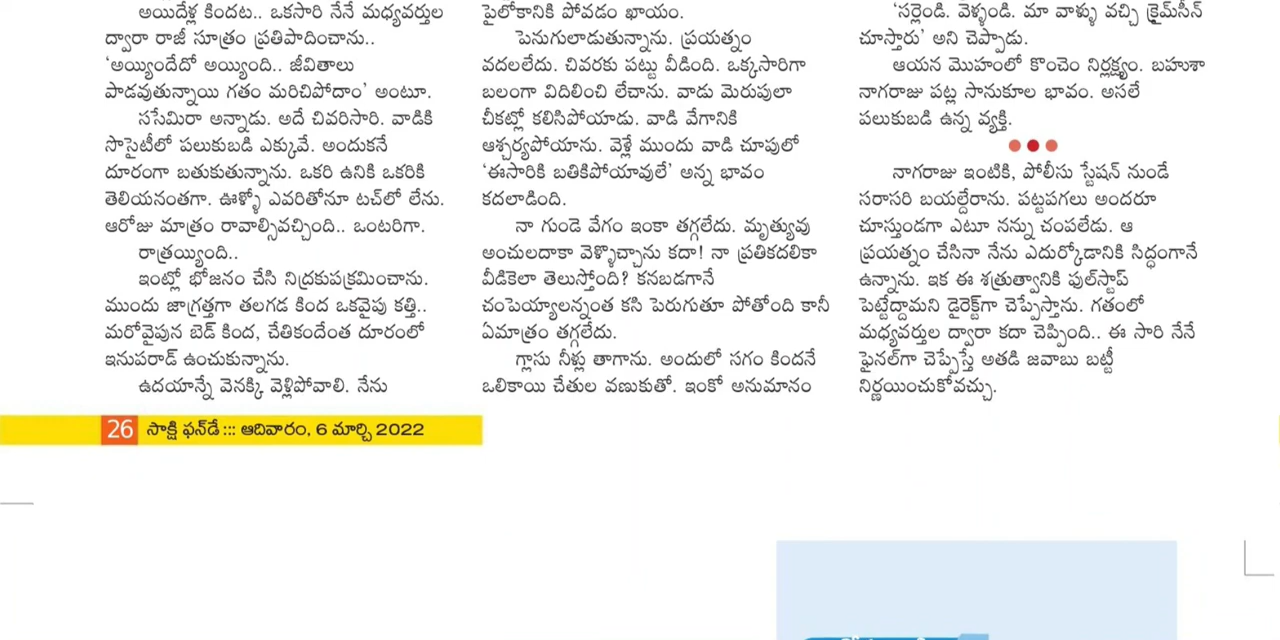 అయిదేళ్ల కిందట.. ఒకసారి నేనే మధ్యవర్తుల
ద్వారా రాజీ సూత్రం ప్రతిపాదించాను..
‘అయ్యిందేదో అయ్యింది.. జీవితాలు
పాడవుతున్నాయి గతం మరిచిపోదాం’ అంటూ.
ససేమిరా అన్నాడు. అదే చివరిసారి. వాడికి
సొసైటీలో పలుకుబడి ఎక్కువే. అందుకనే
దూరంగా బతుకుతున్నాను. ఒకరి ఉనికి ఒకరికి
తెలియనంతగా. ఊళ్ళో ఎవరితోనూ టచ్‌లో లేను.
ఆరోజు మాత్రం రావాల్సివచ్చింది.. ఒంటరిగా.
రాత్రయ్యింది..
ఇంట్లో భోజనం చేసి నిద్రకుపక్రమించాను.
ముందు జాగ్రత్తగా తలగడ కింద ఒకవైపు కత్తి..
మరోవైపున బెడ్ కింద, చేతికందేంత దూరంలో
ఇనుపరాడ్ ఉంచుకున్నాను.
ఉదయాన్నే వెనక్కి వెళ్లిపోవాలి. నేను
పైలోకానికి పోవడం ఖాయం.
పెనుగులాడుతున్నాను. ప్రయత్నం
వదలలేదు. చివరకు పట్టు వీడింది. ఒక్కసారిగా
బలంగా విదిలించి లేచాను. వాడు మెరుపులా
చీకట్లో కలిసిపోయాడు. వాడి వేగానికి
ఆశ్చర్యపోయాను. వెళ్లే ముందు వాడి చూపులో
‘ఈసారికి బతికిపోయావులే’ అన్న భావం
కదలాడింది.
నా గుండె వేగం ఇంకా తగ్గలేదు. మృత్యువు
అంచులదాకా వెళ్ళొచ్చాను కదా! నా ప్రతికదలికా
వీడికెలా తెలుస్తోంది? కనబడగానే
చంపెయ్యాలన్నంత కసి పెరుగుతూ పోతోంది కానీ
ఏమాత్రం తగ్గలేదు.
గ్లాసు నీళ్లు తాగాను. అందులో సగం కిందనే
ఒలికాయి చేతుల వణుకుతో. ఇంకో అనుమానం
‘సర్లెండి. వెళ్ళండి. మా వాళ్ళు వచ్చి క్రైమ్‌సీన్
చూస్తారు’ అని చెప్పాడు.
ఆయన మొహంలో కొంచెం నిర్లక్ష్యం. బహుశా
నాగరాజు పట్ల సానుకూల భావం. అసలే
పలుకుబడి ఉన్న వ్యక్తి.
నాగరాజు ఇంటికి, పోలీసు స్టేషన్ నుండే
సరాసరి బయల్దేరాను. పట్టపగలు అందరూ
చూస్తుండగా ఎటూ నన్ను చంపలేడు. ఆ
ప్రయత్నం చేసినా నేను ఎదుర్కోడానికి సిద్ధంగానే
ఉన్నాను. ఇక ఈ శత్రుత్వానికి ఫుల్‌స్టాప్
పెట్టేద్దామని డైరెక్ట్‌గా చెప్పేస్తాను. గతంలో
మధ్యవర్తుల ద్వారా కదా చెప్పింది.. ఈ సారి నేనే
ఫైనల్‌గా చెప్పేస్తే అతడి జవాబు బట్టీ
నిర్ణయించుకోవచ్చు.
26 సాక్షి ఫన్‌డే ::: ఆదివారం, 6 మార్చి 2022